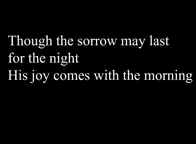 Though the sorrow may last
for the night
His joy comes with the morning